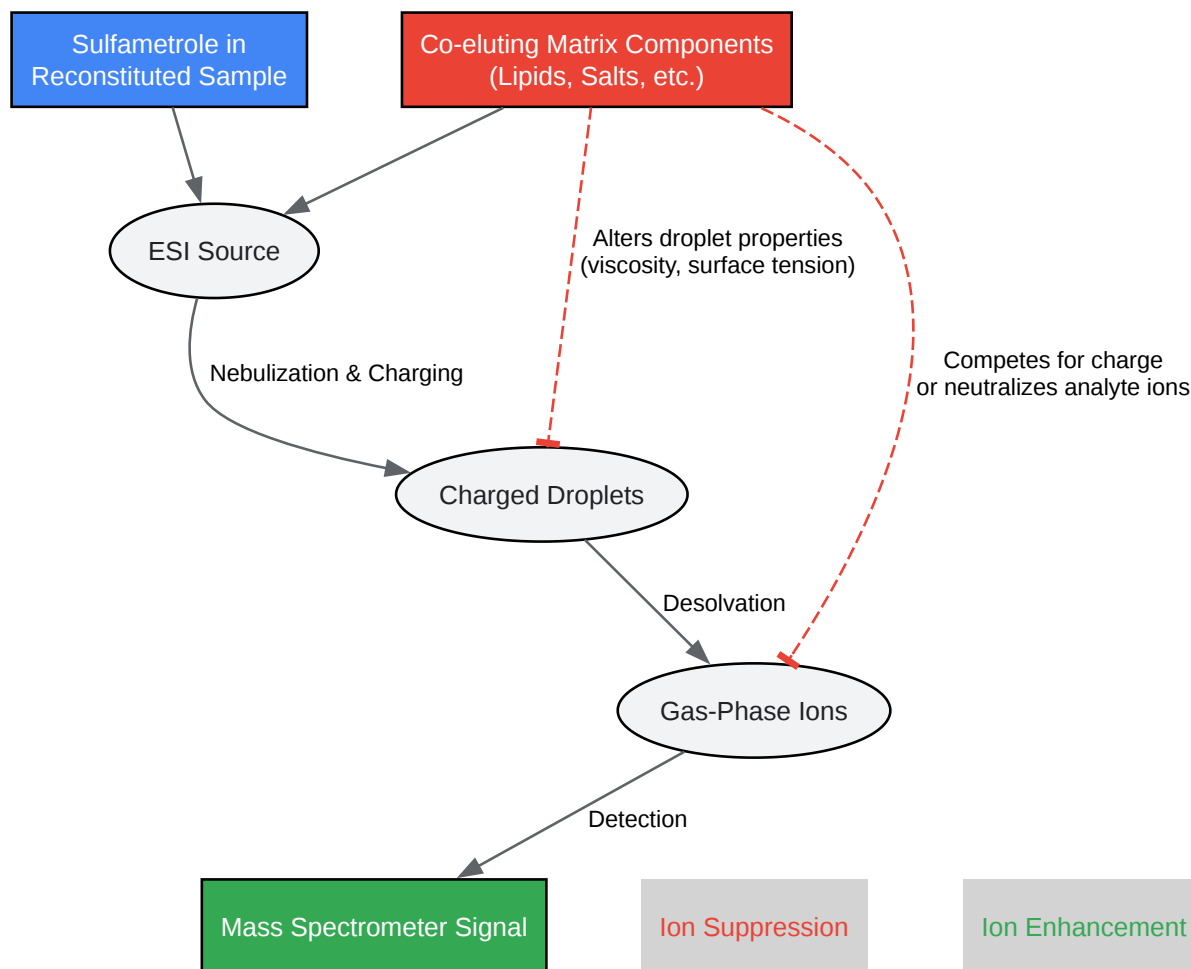 Sulfametrole in
Reconstituted Sample
Co-eluting Matrix Components
(Lipids, Salts, etc.)
ESI Source
Alters droplet properties
(viscosity, surface tension)
Nebulization & Charging
Competes for charge
or neutralizes analyte ions
Charged Droplets
Desolvation
Gas-Phase Ions
Detection
Mass Spectrometer Signal
Ion Suppression
Ion Enhancement